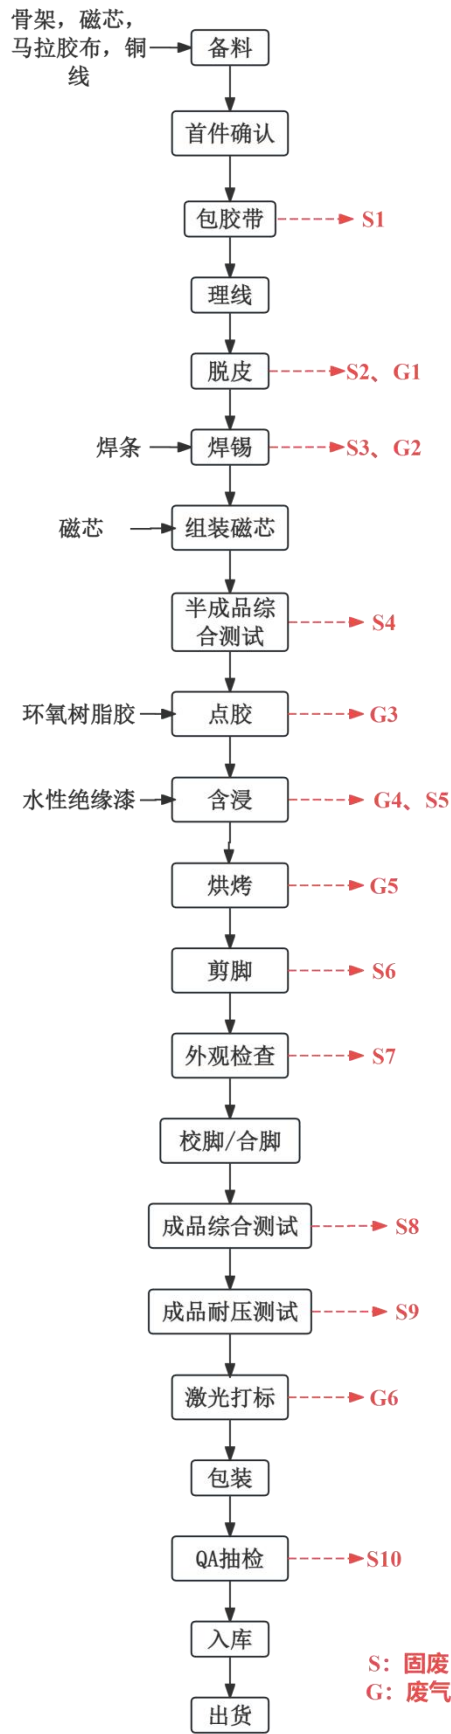 骨架，磁芯，
马拉胶布，铜
线
备料
首件确认
包胶带
S1
理线
脱皮
S2、G1
焊条
焊锡
S3、G2
磁芯
组装磁芯
半成品综
合测试
S4
环氧树脂胶
点胶
G3
水性绝缘漆
含浸
G4、S5
烘烤
G5
剪脚
S6
外观检查
S7
校脚/合脚
成品综合测试
S8
成品耐压测试
S9
激光打标
G6
包装
QA抽检
S10
入库
出货
S：固废
G：废气